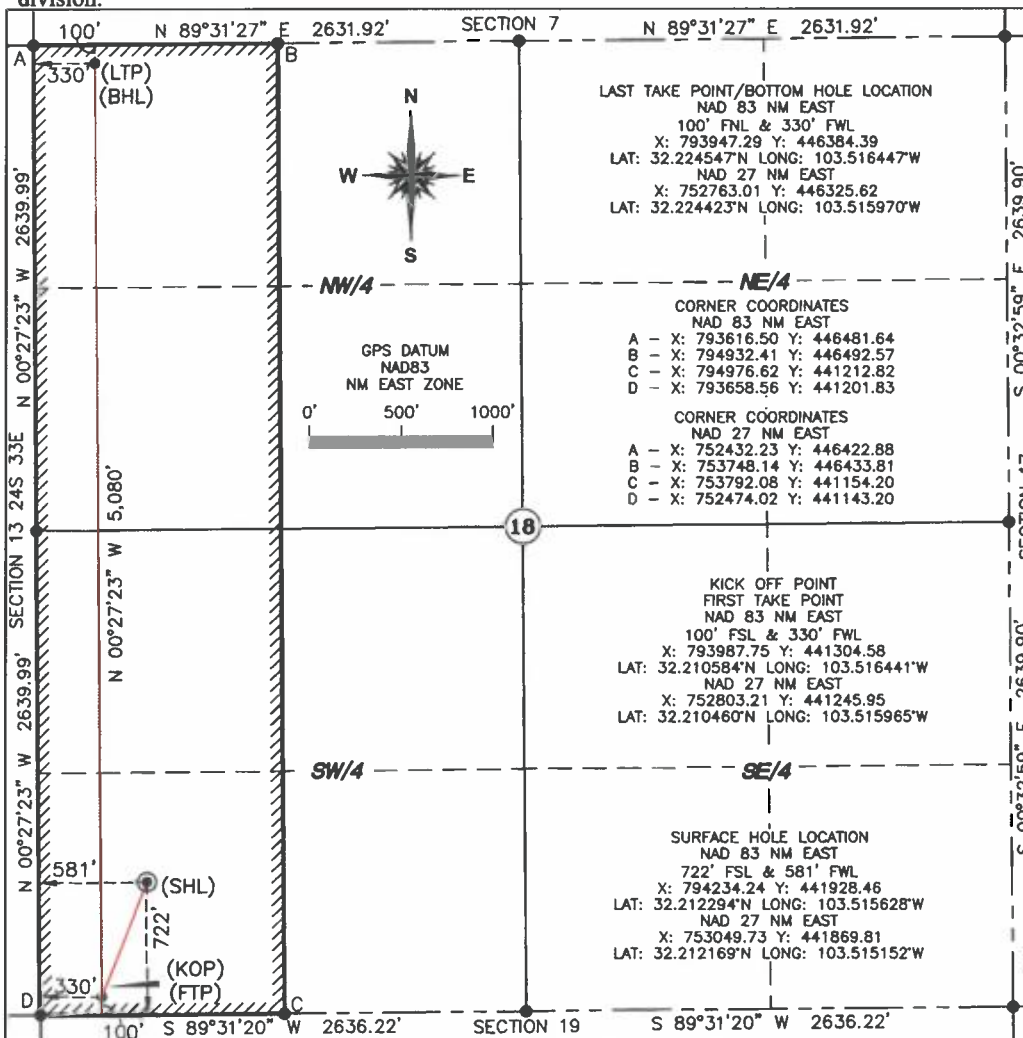 division.
100' N 89°31'27" E 2631.92' SECTION 7 N 89°31'27" E 2631.92'
A B
330' (LTP)
(BHL)
N
W E
S
LAST TAKE POINT/BOTTOM HOLE LOCATION
NAD 83 NM EAST
100' FNL & 330' FWL
X: 793947.29 Y: 446384.39
LAT: 32.224547°N LONG: 103.516447°W
NAD 27 NM EAST
X: 752763.01 Y: 446325.62
LAT: 32.224423°N LONG: 103.515970°W
N 00°27'23" W 2639.99'
S 00°32'59" E 2639.90'
NW/4 NE/4
GPS DATUM
NAD83
NM EAST ZONE
0' 500' 1000'
CORNER COORDINATES
NAD 83 NM EAST
A - X: 793616.50 Y: 446481.64
B - X: 794932.41 Y: 446492.57
C - X: 794976.62 Y: 441212.82
D - X: 793658.56 Y: 441201.83
CORNER COORDINATES
NAD 27 NM EAST
A - X: 752432.23 Y: 446422.88
B - X: 753748.14 Y: 446433.81
C - X: 753792.08 Y: 441154.20
D - X: 752474.02 Y: 441143.20
SECTION 13 24S 33E
N 00°27'23" W 5,080'
18
SECTION 17
KICK OFF POINT
FIRST TAKE POINT
NAD 83 NM EAST
100' FSL & 330' FWL
X: 793987.75 Y: 441304.58
LAT: 32.210584°N LONG: 103.516441°W
NAD 27 NM EAST
X: 752803.21 Y: 441245.95
LAT: 32.210460°N LONG: 103.515965°W
N 00°27'23" W 2639.99'
S 00°32'59" E 2639.90'
SW/4 SE/4
581' (SHL)
722'
SURFACE HOLE LOCATION
NAD 83 NM EAST
722' FSL & 581' FWL
X: 794234.24 Y: 441928.46
LAT: 32.212294°N LONG: 103.515628°W
NAD 27 NM EAST
X: 753049.73 Y: 441869.81
LAT: 32.212169°N LONG: 103.515152°W
330' (KOP)
(FTP)
D C
100' S 89°31'20" W 2636.22' SECTION 19 S 89°31'20" W 2636.22'